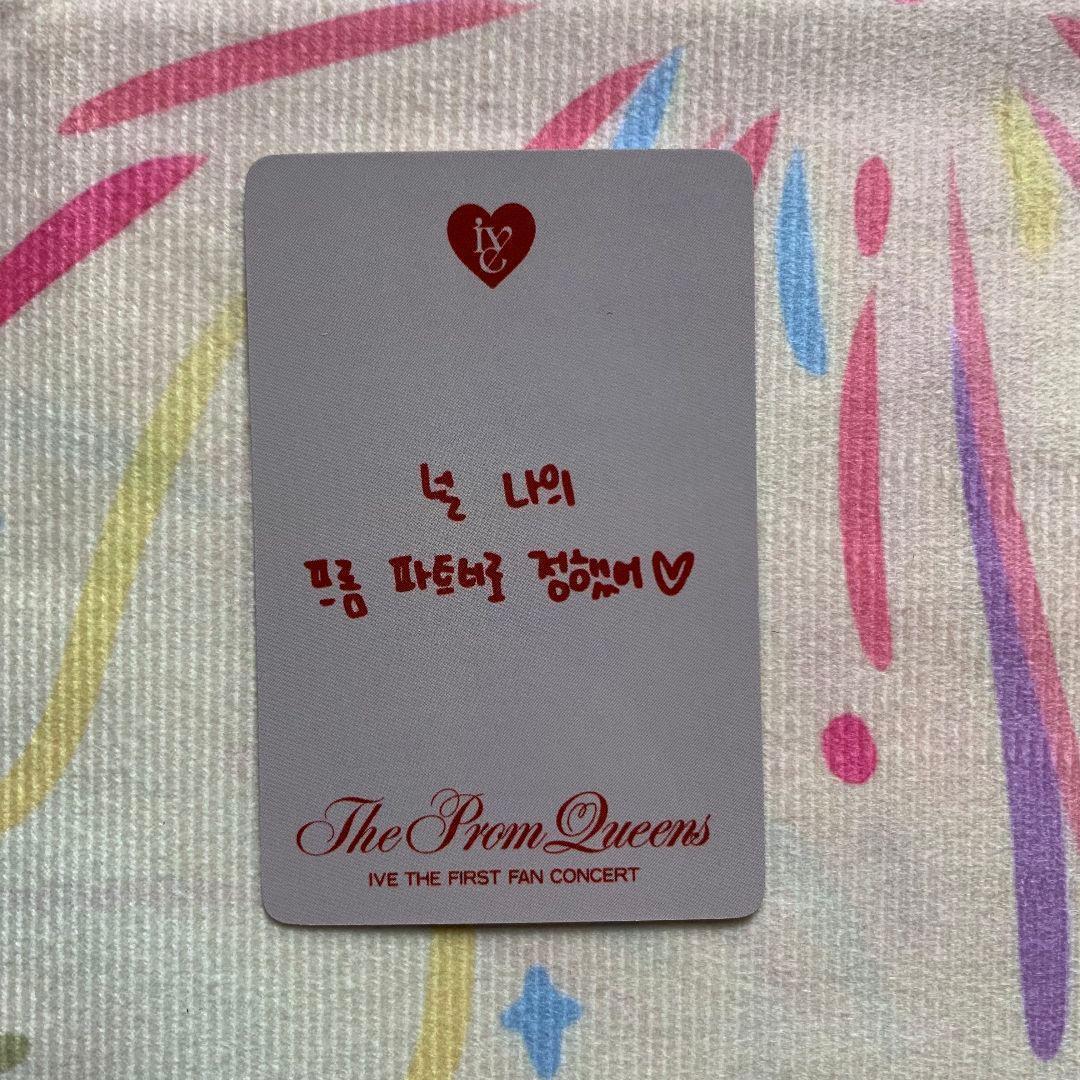 ive
널 나의
프롬 파트너로 정했어♡
The Prom Queens
IVE THE FIRST FAN CONCERT